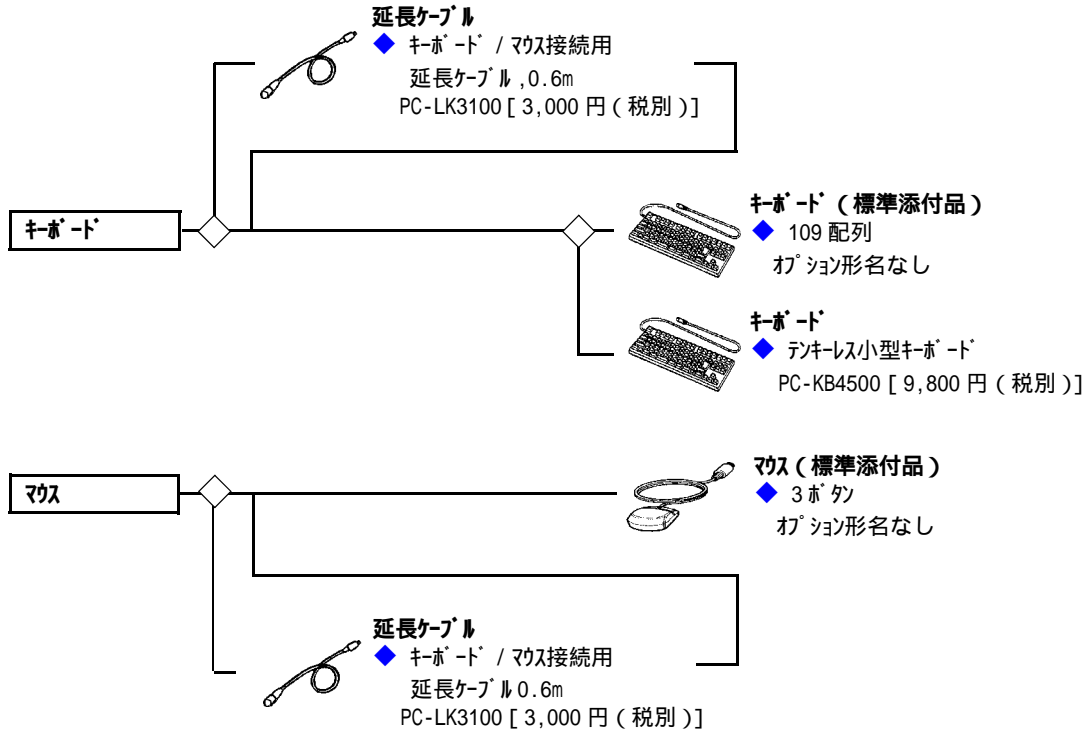 延長ｹｰﾌﾞﾙ
◆ ｷｰﾎﾞｰﾄﾞ / ﾏｳｽ接続用
延長ｹｰﾌﾞﾙ ,0.6m
PC-LK3100 [ 3,000 円 ( 税別 )]
ｷｰﾎﾞｰﾄﾞ
ｷｰﾎﾞｰﾄﾞ ( 標準添付品 )
◆ 109 配列
ｵﾌﾟｼｮﾝ形名なし
ｷｰﾎﾞｰﾄﾞ
◆ ﾃﾝｷｰﾚｽ小型ｷｰﾎﾞｰﾄﾞ
PC-KB4500 [ 9,800 円 ( 税別 )]
ﾏｳｽ
ﾏｳｽ ( 標準添付品 )
◆ 3 ﾎﾞﾀﾝ
ｵﾌﾟｼｮﾝ形名なし
延長ｹｰﾌﾞﾙ
◆ ｷｰﾎﾞｰﾄﾞ / ﾏｳｽ接続用
延長ｹｰﾌﾞﾙ 0.6m
PC-LK3100 [ 3,000 円 ( 税別 )]